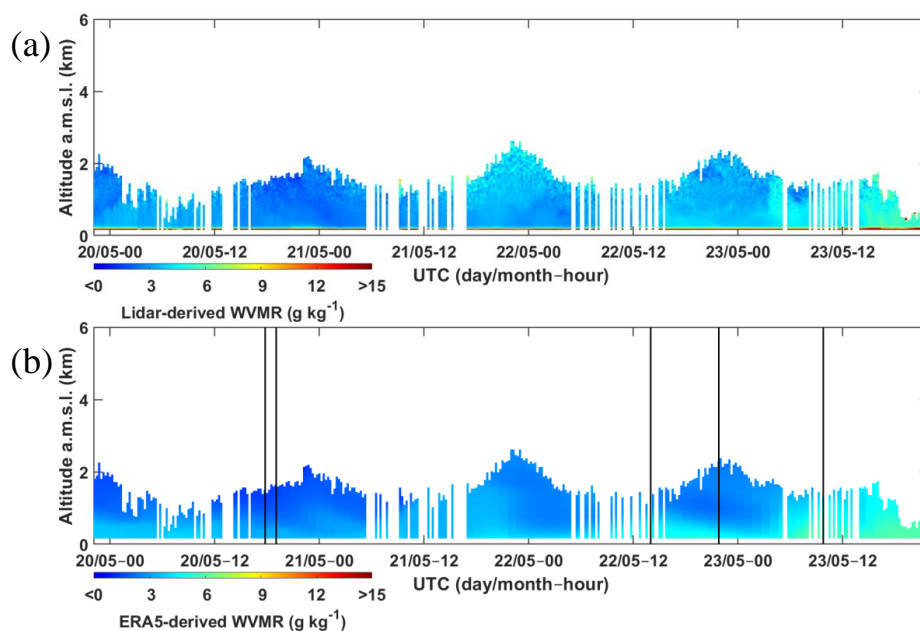 (a)
Altitude a.m.s.l. (km)
6
4
2
0
20/05−00 20/05−12 21/05−00 21/05−12 22/05−00 22/05−12 23/05−00 23/05−12
UTC (day/month−hour)
<0 3 6 9 12 >15
Lidar-derived WVMR (g kg-1)
(b)
Altitude a.m.s.l. (km)
6
4
2
0
20/05−00 20/05−12 21/05−00 21/05−12 22/05−00 22/05−12 23/05−00 23/05−12
UTC (day/month−hour)
<0 3 6 9 12 >15
ERA5-derived WVMR (g kg-1)